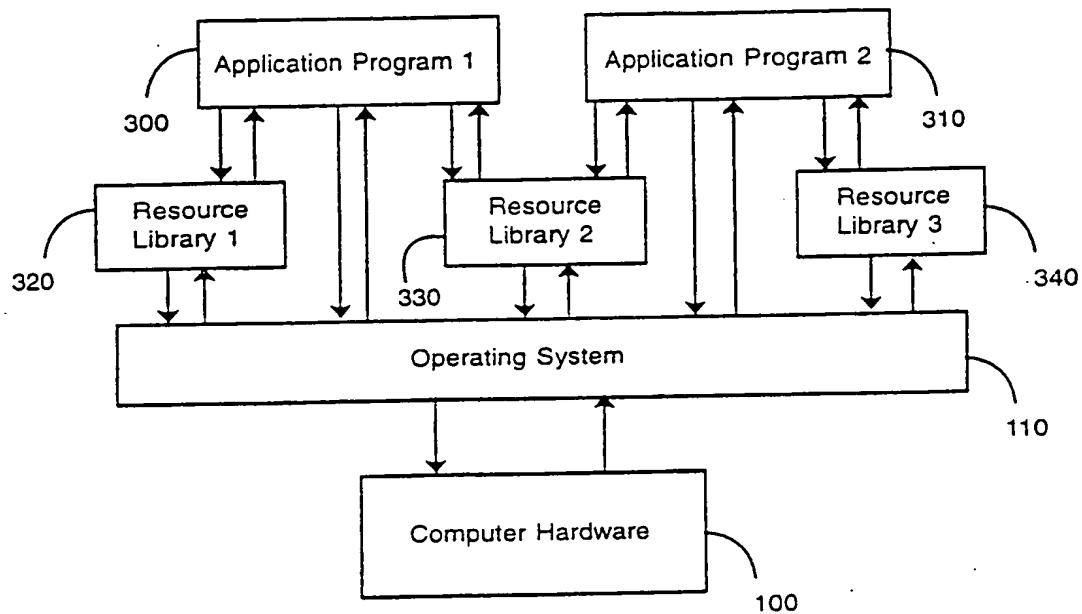 Application Program 1
Application Program 2
300
310
Resource
Library 1
Resource
Library 2
Resource
Library 3
320
330
340
Operating System
110
Computer Hardware
100